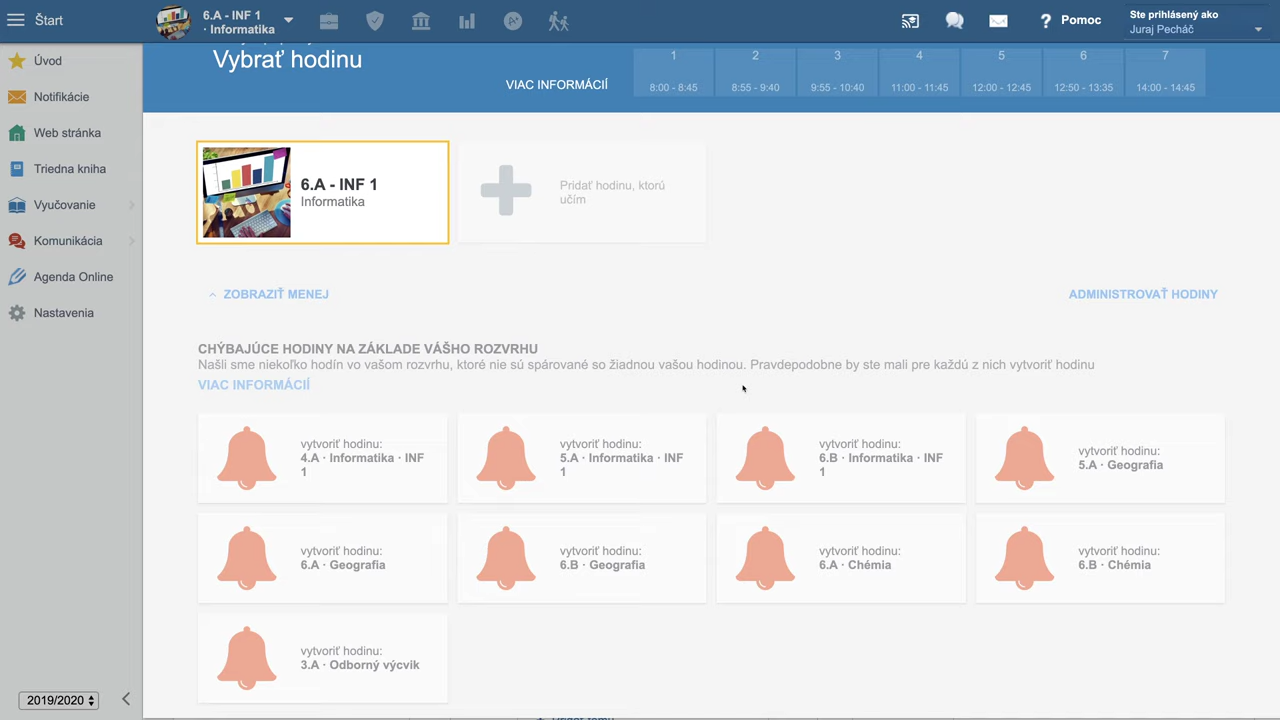 Štart
6.A - INF 1
· Informatika
Pomoc
Ste prihlásený ako
Juraj Pecháč
Úvod
Notifikácie
Web stránka
Triedna kniha
Vyučovanie
Komunikácia
Agenda Online
Nastavenia
2019/2020
Vybrať hodinu
VIAC INFORMÁCIÍ
1 2 3 4 5 6 7
8:00 - 8:45 8:55 - 9:40 9:55 - 10:40 11:00 - 11:45 12:00 - 12:45 12:50 - 13:35 14:00 - 14:45
6.A - INF 1
Informatika
Pridať hodinu, ktorú
učím
ZOBRAZIŤ MENEJ
ADMINISTROVAŤ HODINY
CHÝBAJÚCE HODINY NA ZÁKLADE VÁŠHO ROZVRHU
Našli sme niekoľko hodín vo vašom rozvrhu, ktoré nie sú spárované so žiadnou vašou hodinou. Pravdepodobne by ste mali pre každú z nich vytvoriť hodinu
VIAC INFORMÁCIÍ
vytvoriť hodinu:
4.A · Informatika · INF
1
vytvoriť hodinu:
5.A · Informatika · INF
1
vytvoriť hodinu:
6.B · Informatika · INF
1
vytvoriť hodinu:
5.A · Geografia
vytvoriť hodinu:
6.A · Geografia
vytvoriť hodinu:
6.B · Geografia
vytvoriť hodinu:
6.A · Chémia
vytvoriť hodinu:
6.B · Chémia
vytvoriť hodinu:
3.A · Odborný výcvik